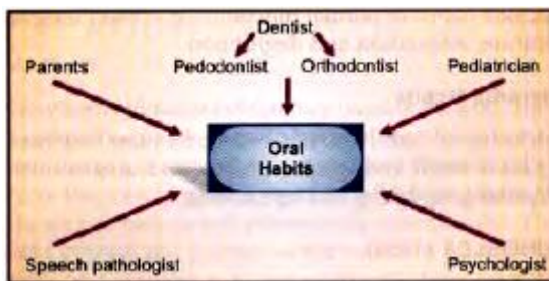 Dentist
Parents Pedodontist Orthodontist Pediatrician
Oral
Habits
Speech pathologist Psychologist